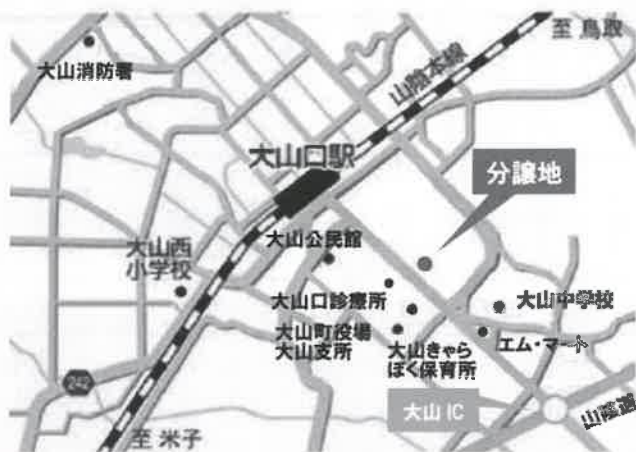 至 鳥取
大山消防署
山陰本線
大山口駅
分譲地
大山公民館
大山西
小学校
大山口診療所
大山中学校
大山町役場
大山支所
大山きゃら
ぼく保育所
エム・マート
242
大山 IC
山陰道
至 米子